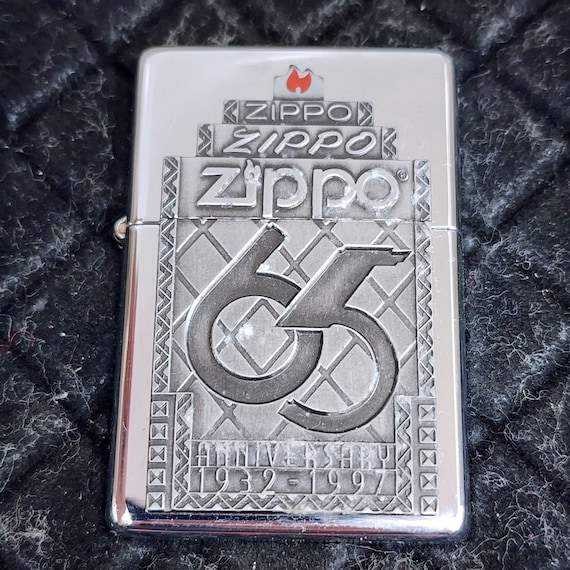 ZIPPO
ZIPPO
Zippo®
65
ANNIVERSARY
1932-1997